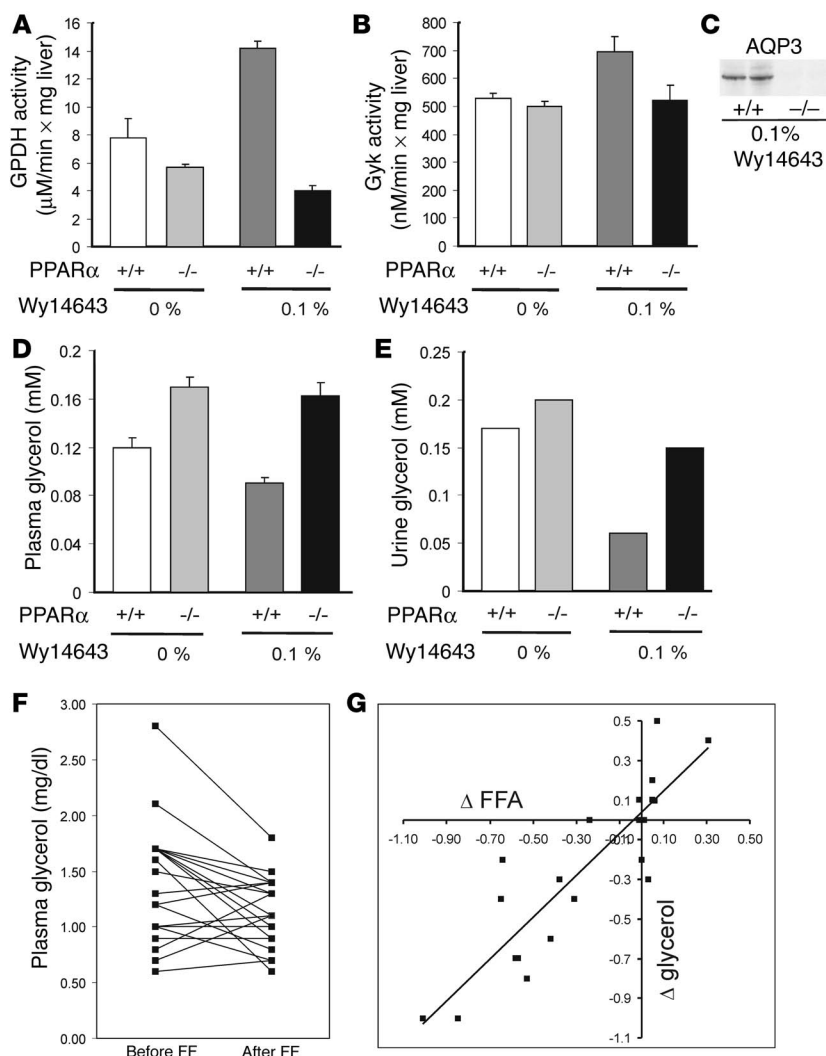 A
GPDH activity
(µM/min × mg liver)
16
14
12
10
8
6
4
2
0
PPARα +/+ -/- +/+ -/-
Wy14643 0 % 0.1 %
B
Gyk activity
(nM/min × mg liver)
800
700
600
500
400
300
200
100
0
PPARα +/+ -/- +/+ -/-
Wy14643 0 % 0.1 %
C
AQP3
+/+ –/–
0.1%
Wy14643
D
Plasma glycerol (mM)
0.2
0.16
0.12
0.08
0.04
0
PPARα +/+ -/- +/+ -/-
Wy14643 0 % 0.1 %
E
Urine glycerol (mM)
0.25
0.2
0.15
0.1
0.05
0
PPARα +/+ -/- +/+ -/-
Wy14643 0 % 0.1 %
F
Plasma glycerol (mg/dl)
3.00
2.50
2.00
1.50
1.00
0.50
0.00
Before FF After FF
G
Δ FFA
-1.10 -0.90 -0.70 -0.50 -0.30 -0.10 0.10 0.30 0.50
0.5
0.3
0.1
-0.1
-0.3
-0.5
-0.7
-0.9
-1.1
Δ glycerol